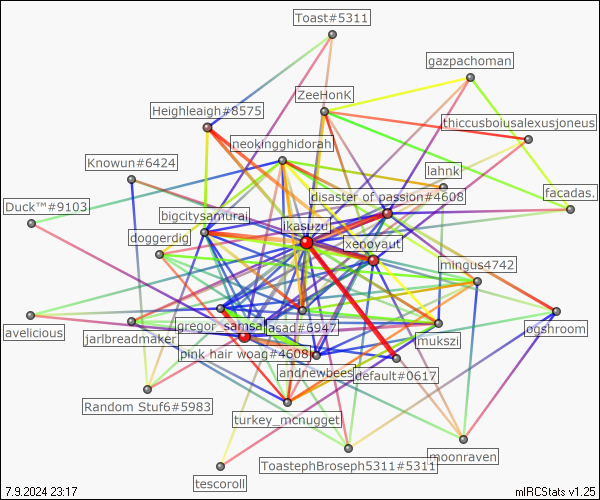 Toast#5311
gazpachoman
ZeeHonK
Heighleaigh#8575
thiccusbousalexusjoneus
neokingghidorah
Knowun#6424
lahnk
disaster of passion#4608
facadas.
Duck™#9103
bigcitysamurai
ikasuzu
doggerdig
xenoyaut
mingus4742
avelicious
jarlbreadmaker
gregor_samsa
asad#6947
mukszi
ogshroom
pink hair woag#4608
andnewbees
default#0617
Random Stuf6#5983
turkey_mcnugget
moonraven
ToastephBroseph5311#5311
tescoroll
7.9.2024 23:17
mIRCStats v1.25